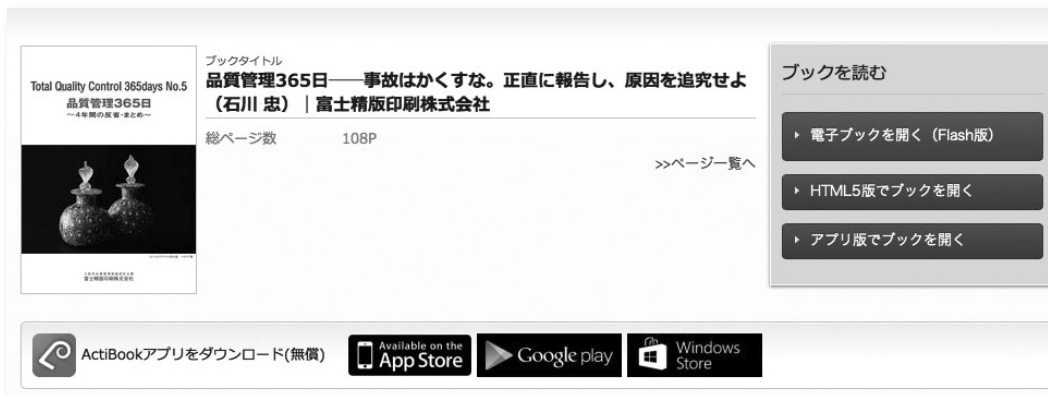 Total Quality Control 365days No.5
品質管理365日
〜4年間の反省・まとめ〜
富士精版印刷株式会社
ブックタイトル
品質管理365日──事故はかくすな。正直に報告し、原因を追究せよ
（石川 忠）｜富士精版印刷株式会社
総ページ数 108P
>>ページ一覧へ
ブックを読む
電子ブックを開く（Flash版）
HTML5版でブックを開く
アプリ版でブックを開く
ActiBookアプリをダウンロード(無償)
Available on the
App Store
Google play
Windows
Store